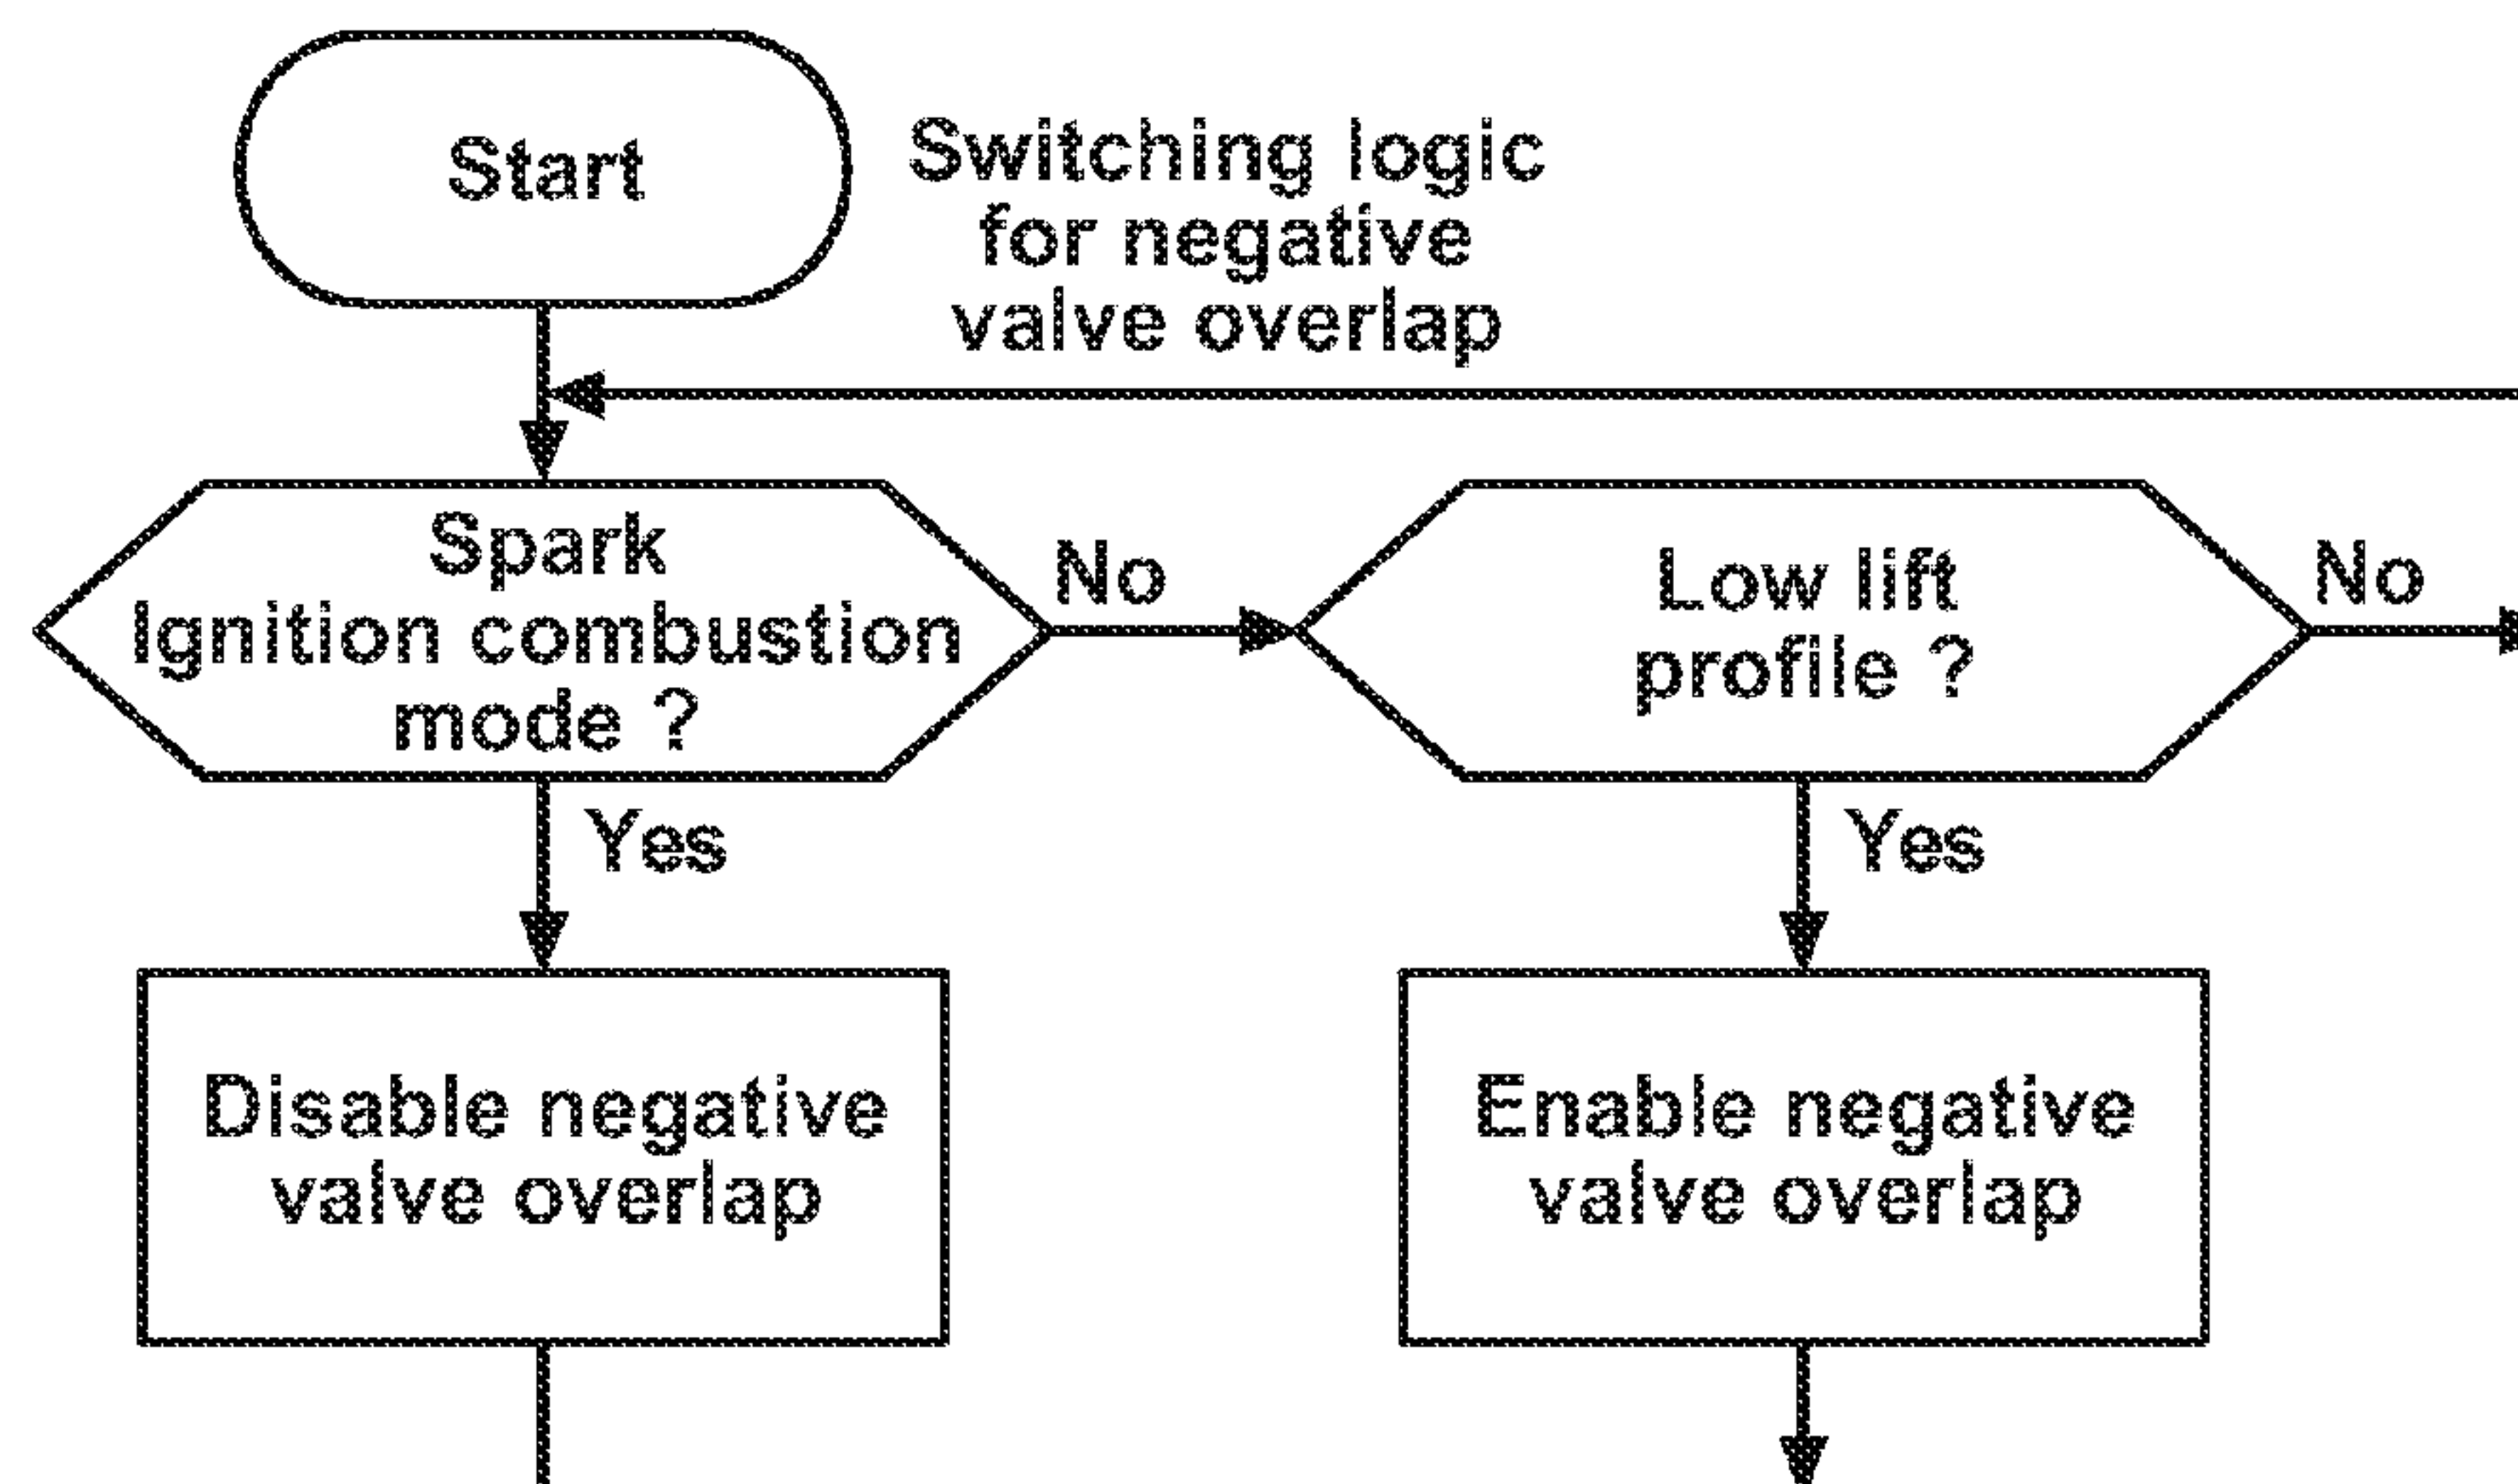 Start
Switching logic
for negative
valve overlap
Spark
Ignition combustion
mode ?
No
Low lift
profile ?
No
Yes
Yes
Disable negative
valve overlap
Enable negative
valve overlap